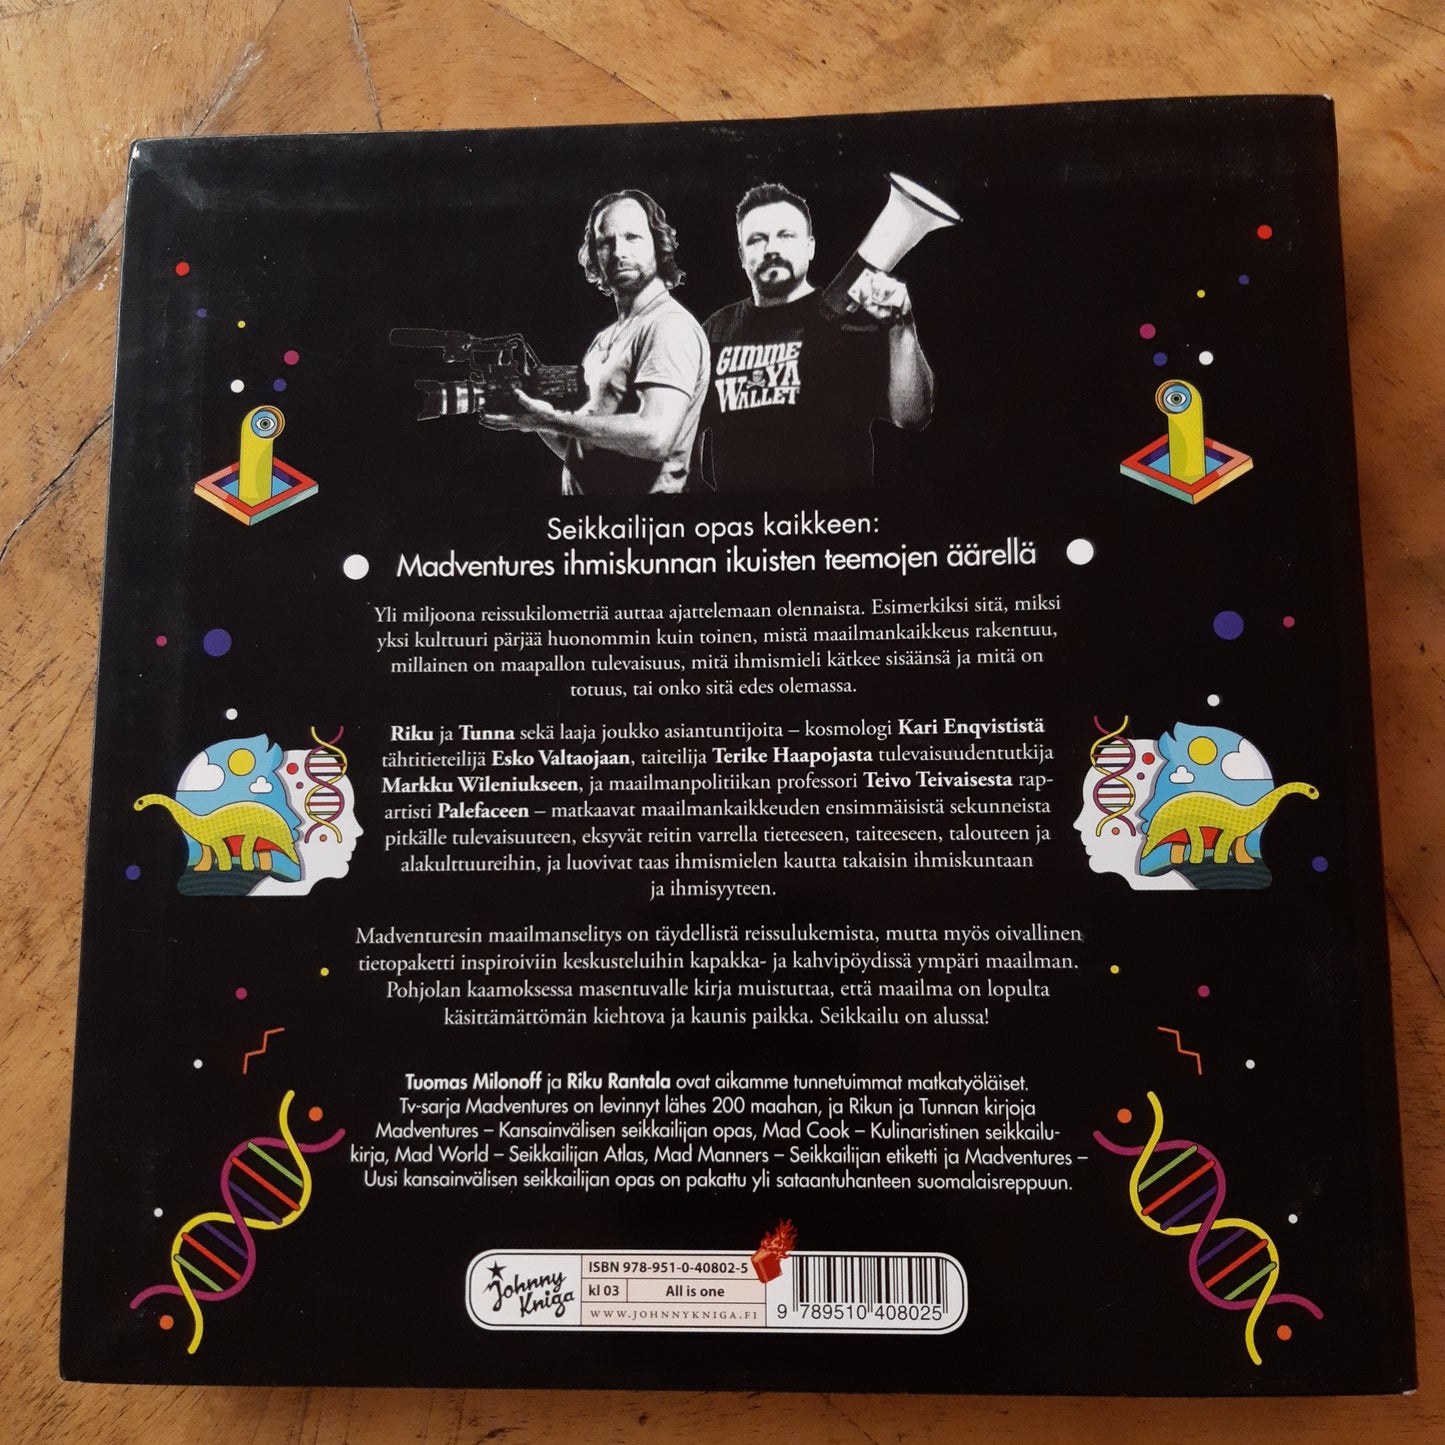 GIMME
YA
WALLET
Seikkailijan opas kaikkeen:
Madventures ihmiskunnan ikuisten teemojen äärellä
Yli miljoona reissukilometriä auttaa ajattelemaan olennaista. Esimerkiksi sitä, miksi
yksi kulttuuri pärjää huonommin kuin toinen, mistä maailmankaikkeus rakentuu,
millainen on maapallon tulevaisuus, mitä ihmismieli kätkee sisäänsä ja mitä on
totuus, tai onko sitä edes olemassa.
Riku ja Tunna sekä laaja joukko asiantuntijoita – kosmologi Kari Enqvististä
tähtitieteilijä Esko Valtaojaan, taiteilija Terike Haapojasta tulevaisuudentutkija
Markku Wileniukseen, ja maailmanpolitiikan professori Teivo Teivaisesta rap-
artisti Palefaceen – matkaavat maailmankaikkeuden ensimmäisistä sekunneista
pitkälle tulevaisuuteen, eksyvät reitin varrella tieteeseen, taiteeseen, talouteen ja
alakulttuureihin, ja luovivat taas ihmismielen kautta takaisin ihmiskuntaan
ja ihmisyyteen.
Madventuresin maailmanselitys on täydellistä reissulukemista, mutta myös oivallinen
tietopaketti inspiroiviin keskusteluihin kapakka- ja kahvipöydissä ympäri maailman.
Pohjolan kaamoksessa masentuvalle kirja muistuttaa, että maailma on lopulta
käsittämättömän kiehtova ja kaunis paikka. Seikkailu on alussa!
Tuomas Milonoff ja Riku Rantala ovat aikamme tunnetuimmat matkatyöläiset.
Tv-sarja Madventures on levinnyt lähes 200 maahan, ja Rikun ja Tunnan kirjoja
Madventures – Kansainvälisen seikkailijan opas, Mad Cook – Kulinaristinen seikkailu-
kirja, Mad World – Seikkailijan Atlas, Mad Manners – Seikkailijan etiketti ja Madventures –
Uusi kansainvälisen seikkailijan opas on pakattu yli sataantuhanteen suomalaisreppuun.
Johnny
Kniga
ISBN 978-951-0-40802-5
kl 03 All is one
WWW.JOHNNYKNIGA.FI
9 789510 408025